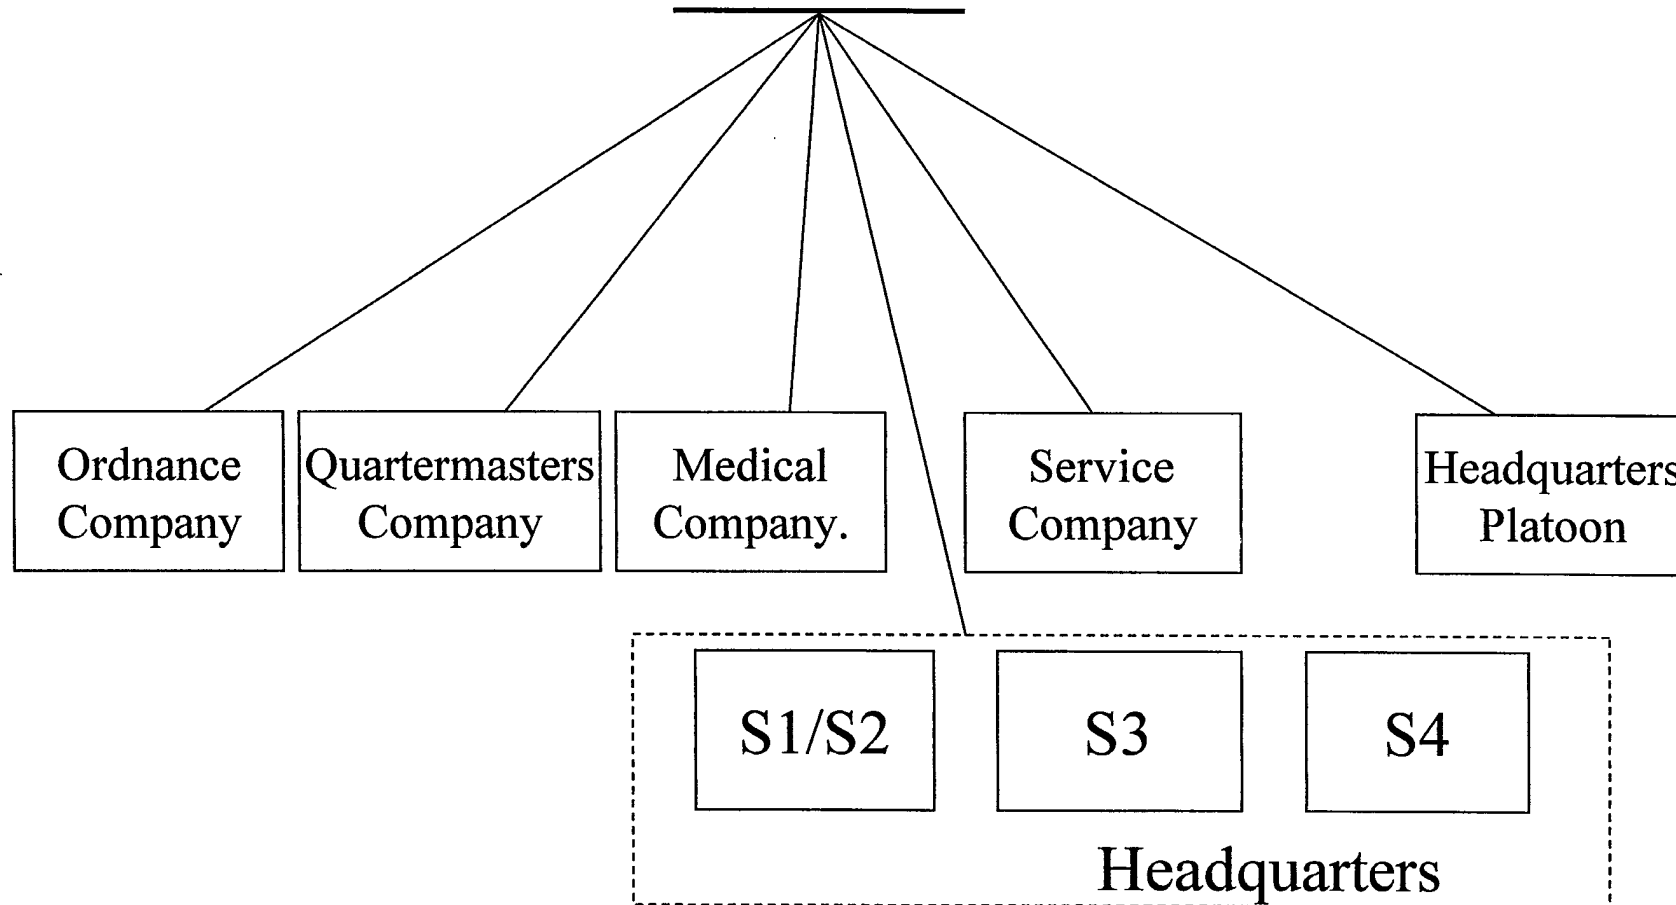 Ordnance
Company
Quartermasters
Company
Medical
Company.
Service
Company
Headquarters
Platoon
S1/S2
S3
S4
Headquarters